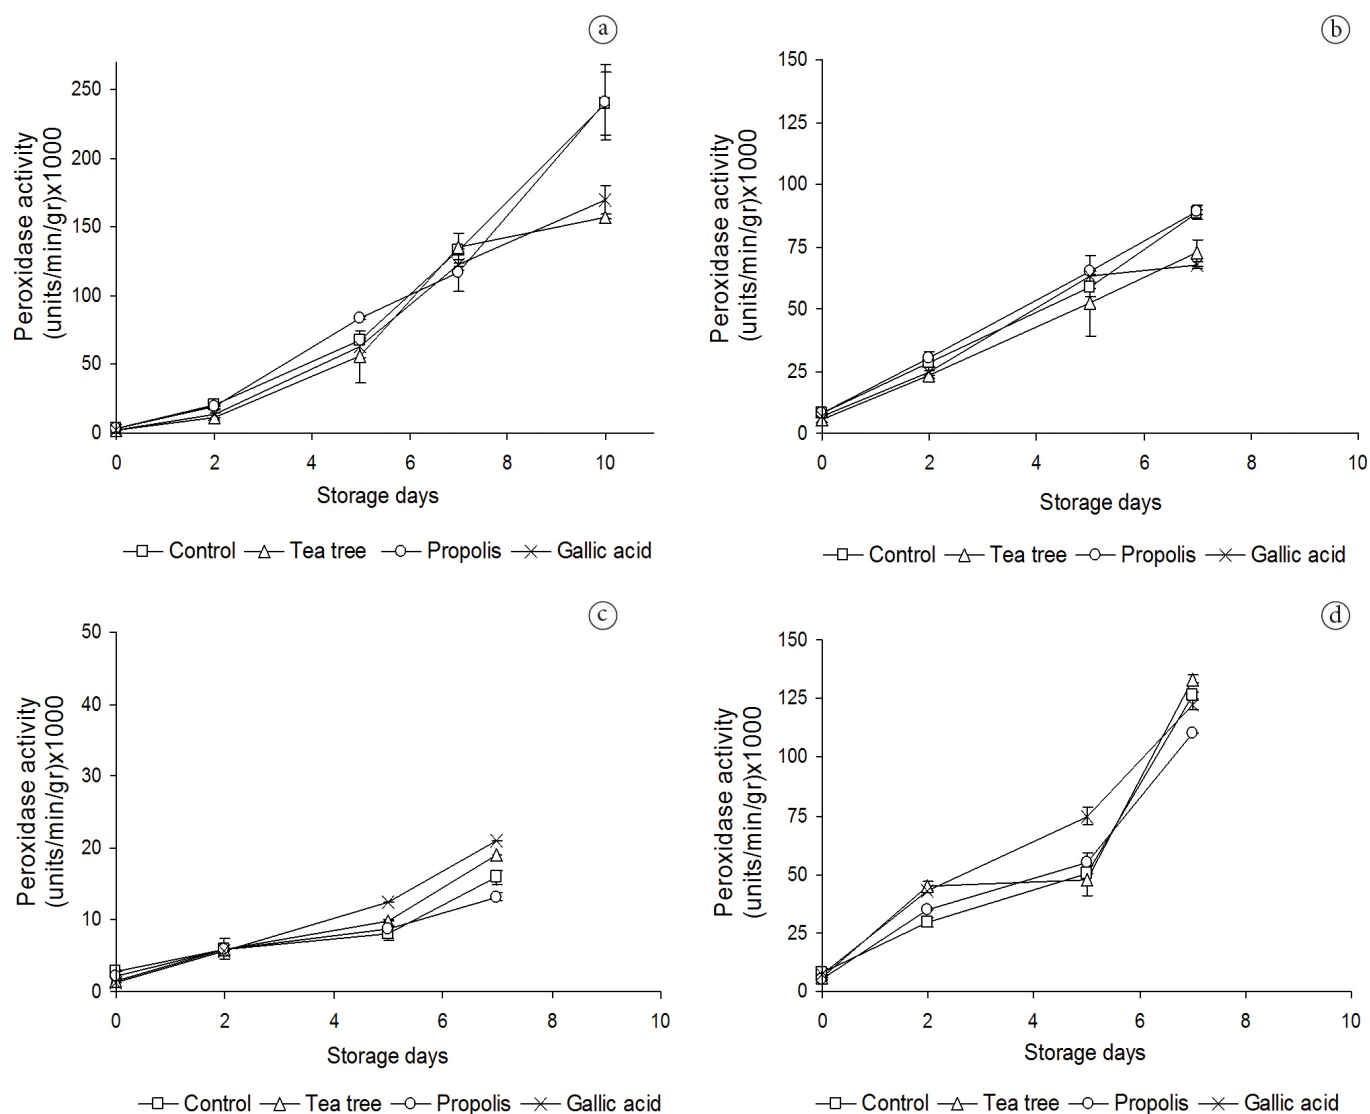 a
Peroxidase activity
(units/min/gr)x1000
250
200
150
100
50
0
0 2 4 6 8 10
Storage days
Control Tea tree Propolis Gallic acid
b
Peroxidase activity
(units/min/gr)x1000
150
125
100
75
50
25
0
0 2 4 6 8 10
Storage days
Control Tea tree Propolis Gallic acid
c
Peroxidase activity
(units/min/gr)x1000
50
40
30
20
10
0
0 2 4 6 8 10
Storage days
Control Tea tree Propolis Gallic acid
d
Peroxidase activity
(units/min/gr)x1000
150
125
100
75
50
25
0
0 2 4 6 8 10
Storage days
Control Tea tree Propolis Gallic acid